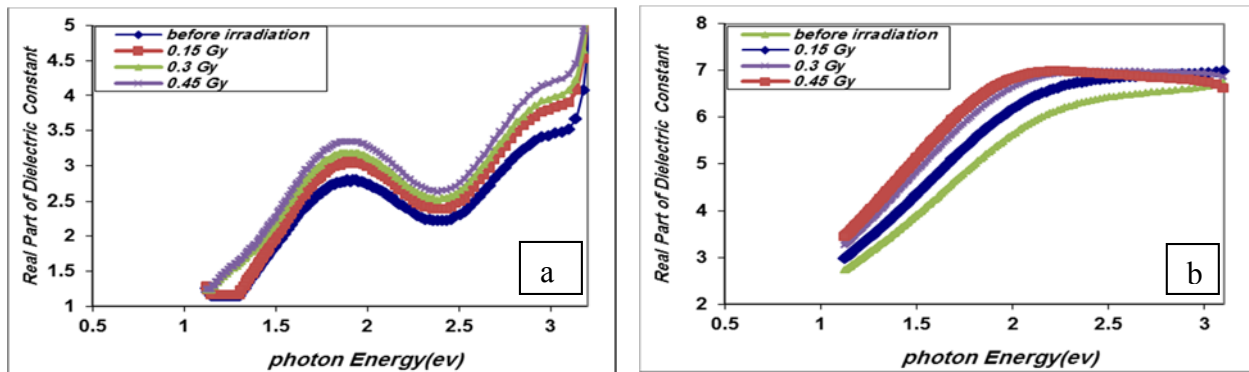 Real Part of Dielectric Constant
5
4.5
4
3.5
3
2.5
2
1.5
1
before irradiation
0.15 Gy
0.3 Gy
0.45 Gy
a
0.5 1 1.5 2 2.5 3
photon Energy(ev)
Real Part of Dielectric Constant
8
7
6
5
4
3
2
before irradiation
0.15 Gy
0.3 Gy
0.45 Gy
b
0.5 1 1.5 2 2.5 3
photon Energy(ev)